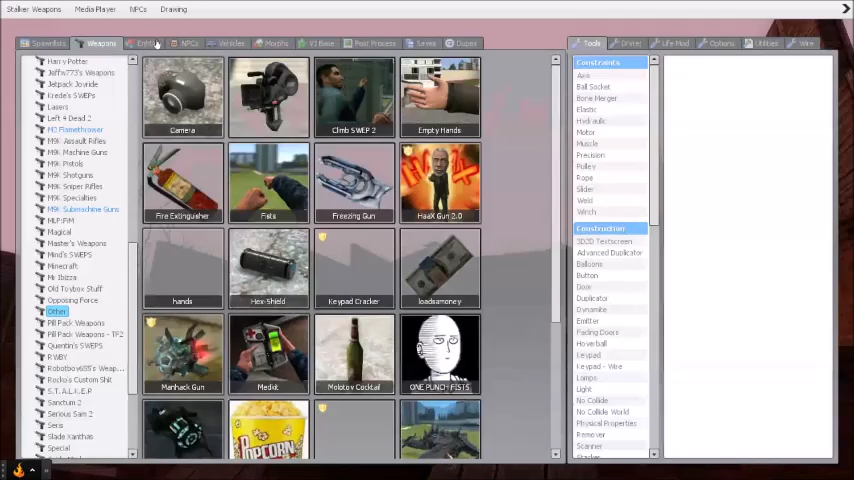 Stalker Weapons Media Player NPCs Drawing
Spawnlists Weapons NPCs Vehicles Morphs VJ Base Post Process Saves Dupes
Tools Life Mod Options Utilities Wire
Harry Potter
Jeffw773's Weapons
Jetpack Joyride
Krede's SWEPs
Lasers
Left 4 Dead 2
M2 Flamethrower
M9K Assault Rifles
M9K Machine Guns
M9K Pistols
M9K Shotguns
M9K Sniper Rifles
M9K Specialties
M9K Submachine Guns
MLP:FiM
Magical
Master's Weapons
Mind's SWEPS
Minecraft
Mr Ibizza
Old Toybox Stuff
Opposing Force
Other
Pill Pack Weapons
Pill Pack Weapons - TF2
Quentin's SWEPS
RWBY
Robotboy655's Weap...
Rocko's Custom Shit
S.T.A.L.K.E.R
Sanctum 2
Serious Sam 2
Seris
Slade Xanthas
Special
Camera
Climb SWEP 2
Empty Hands
Fire Extinguisher
Fists
Freezing Gun
HaaX Gun 2.0
hands
Hex-Shield
Keypad Cracker
loadsamoney
Manhack Gun
Medkit
Molotov Cocktail
ONE PUNCH FISTS
POPCORN
Constraints
Axis
Ball Socket
Bone Merger
Elastic
Hydraulic
Motor
Muscle
Precision
Pulley
Rope
Slider
Weld
Winch
Construction
3D2D Textscreen
Advanced Duplicator
Balloons
Button
Door
Duplicator
Dynamite
Emitter
Fading Doors
Hoverball
Keypad
Keypad - Wire
Lamps
Light
No Collide
No Collide World
Physical Properties
Remover
Scanner
Stacker